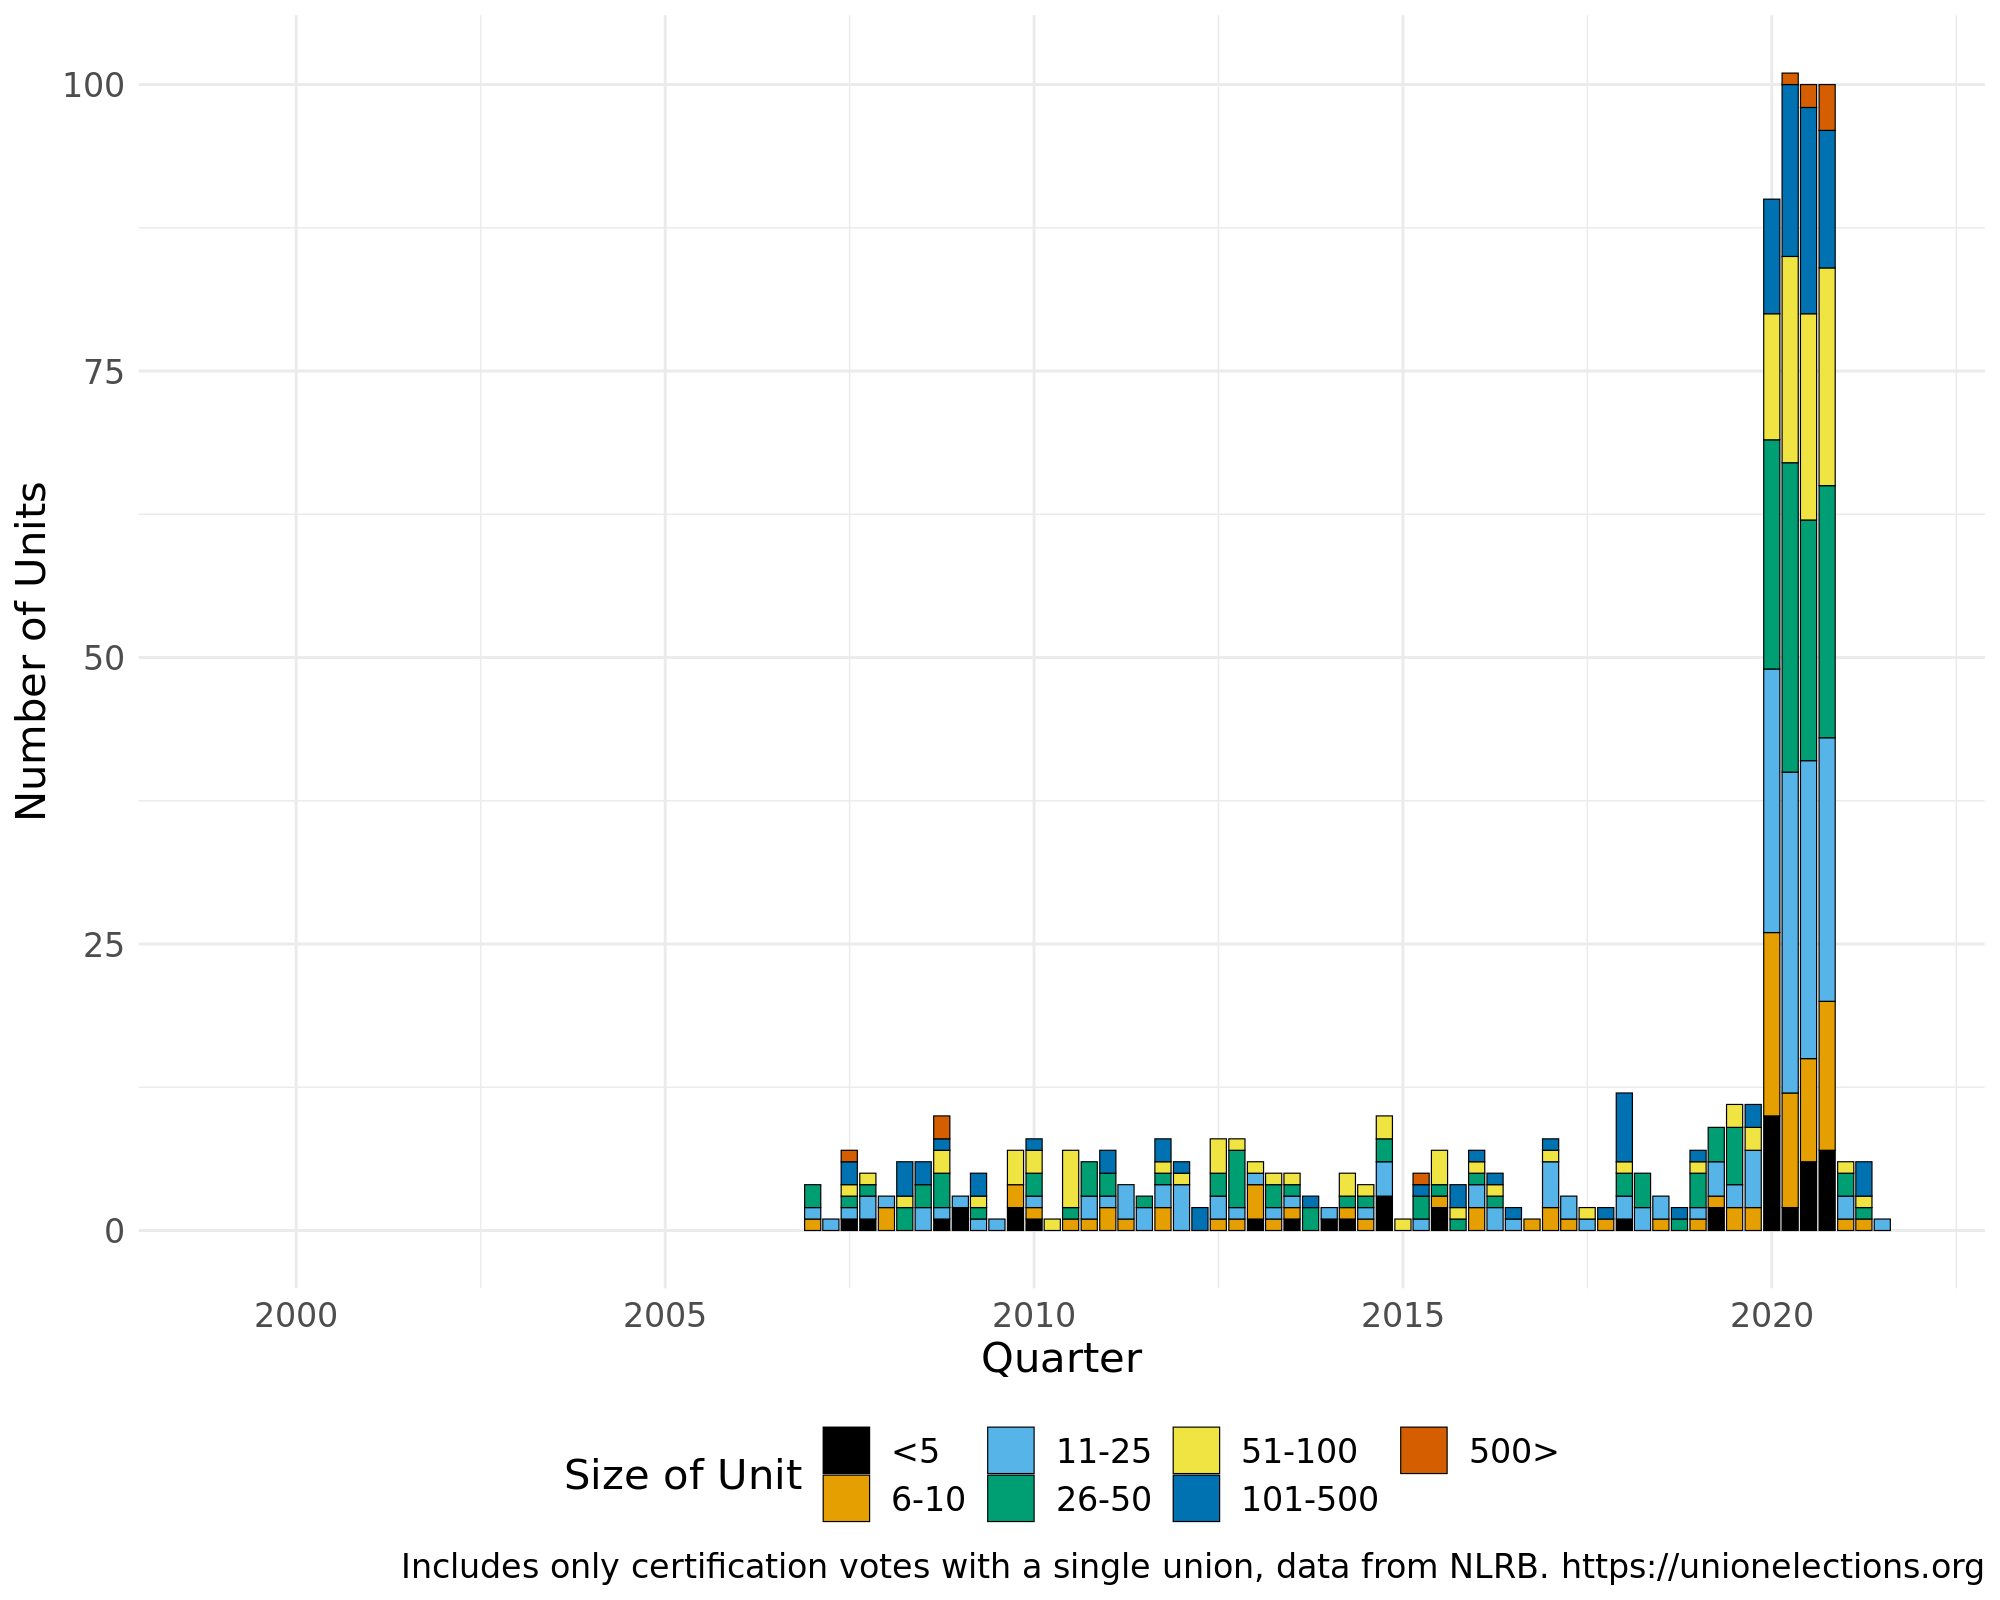 100
75
50
25
0
Number of Units
2000 2005 2010 2015 2020
Quarter
Size of Unit
<5 11-25 51-100 500>
6-10 26-50 101-500
Includes only certification votes with a single union, data from NLRB. https://unionelections.org